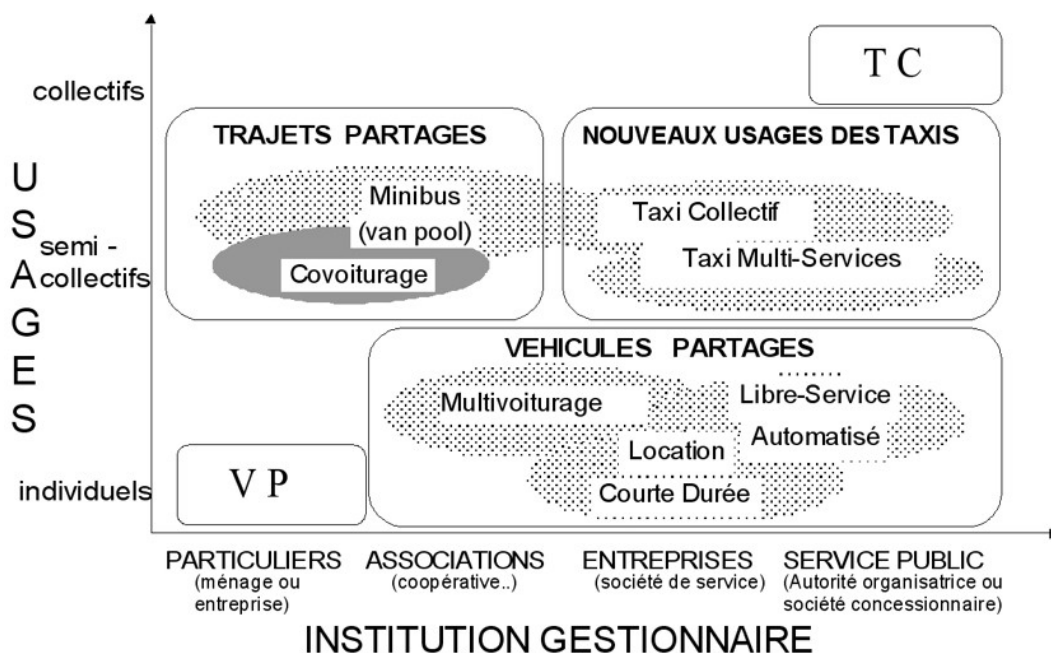 T C
collectifs
TRAJETS PARTAGES
NOUVEAUX USAGES DES TAXIS
USAGES
Minibus
(van pool)
Taxi Collectif
semi -
collectifs
Covoiturage
Taxi Multi-Services
VEHICULES PARTAGES
Multivoiturage
Libre-Service
Automatisé
Location
Courte Durée
individuels
V P
PARTICULIERS
(ménage ou
entreprise)
ASSOCIATIONS
(coopérative..)
ENTREPRISES
(société de service)
SERVICE PUBLIC
(Autorité organisatrice ou
société concessionnaire)
INSTITUTION GESTIONNAIRE